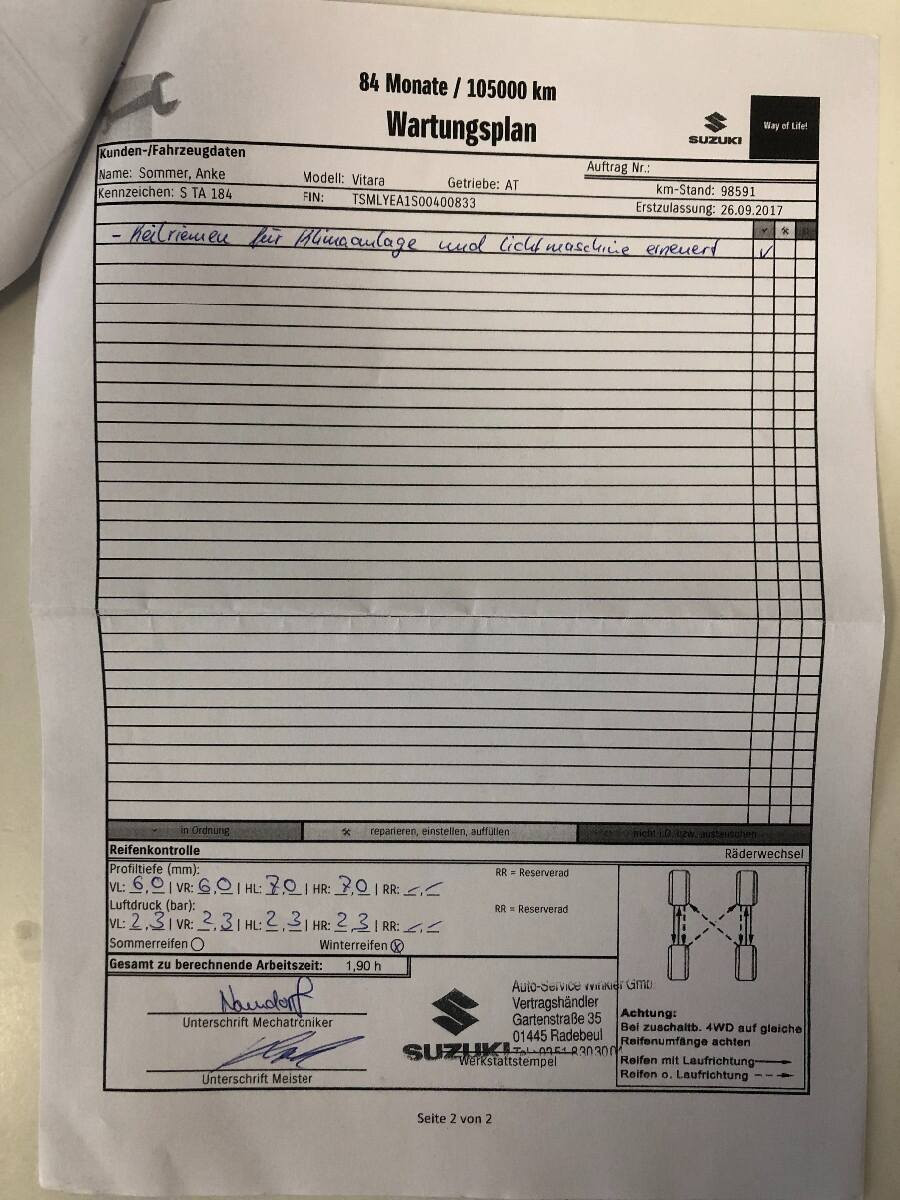 84 Monate / 105000 km
Wartungsplan
SUZUKI
Way of Life!
Kunden-/Fahrzeugdaten
Auftrag Nr.:
Name: Sommer, Anke Modell: Vitara Getriebe: AT km-Stand: 98591
Kennzeichen: S TA 184 FIN: TSMLYEA1S00400833 Erstzulassung: 26.09.2017
- Keilriemen für Klimaanlage und Lichtmaschine erneuert ✓
in Ordnung reparieren, einstellen, auffüllen nicht i.O. bzw. austauschen
Reifenkontrolle
Räderwechsel
Profiltiefe (mm): RR = Reserverad
VL: 6,0 | VR: 6,0 | HL: 7,0 | HR: 7,0 | RR: -,-
Luftdruck (bar): RR = Reserverad
VL: 2,3 | VR: 2,3 | HL: 2,3 | HR: 2,3 | RR: -,-
Sommerreifen Winterreifen
Gesamt zu berechnende Arbeitszeit: 1,90 h
Unterschrift Mechatroniker
Unterschrift Meister
SUZUKI
Auto-Service Winkler GmbH
Vertragshändler
Gartenstraße 35
01445 Radebeul
Werkstattstempel
Achtung:
Bei zuschaltb. 4WD auf gleiche
Reifenumfänge achten
Reifen mit Laufrichtung
Reifen o. Laufrichtung
Seite 2 von 2